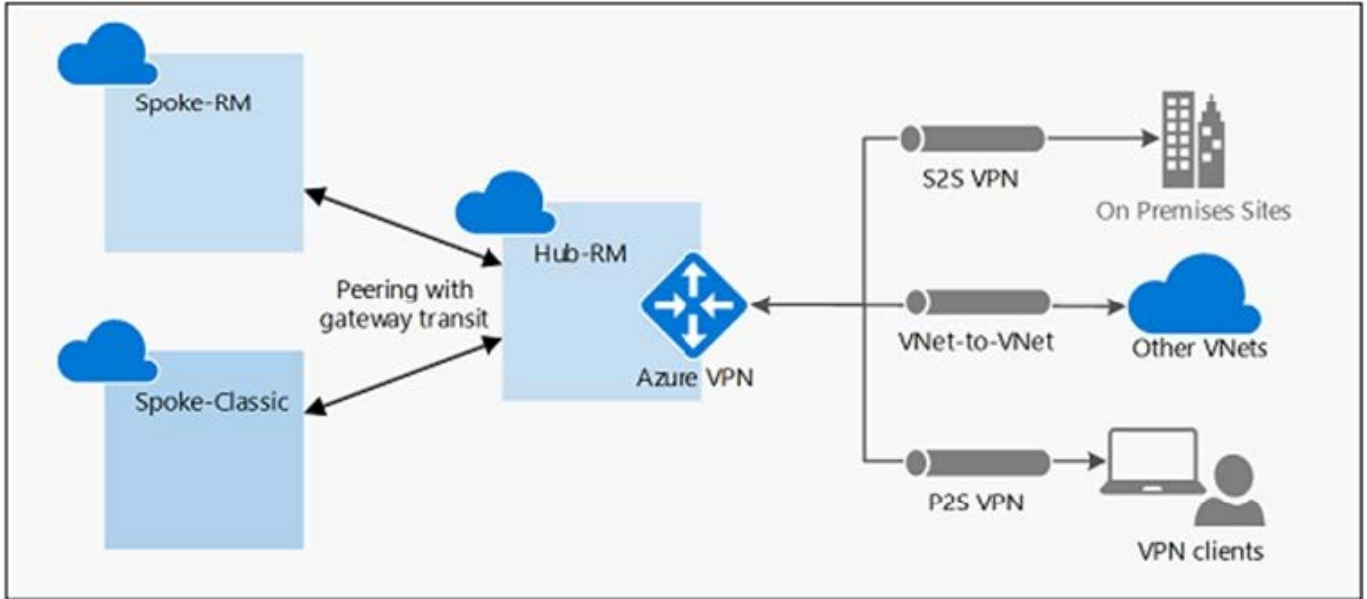 Spoke-RM
Peering with
gateway transit
Spoke-Classic
Hub-RM
Azure VPN
S2S VPN
On Premises Sites
VNet-to-VNet
Other VNets
P2S VPN
VPN clients